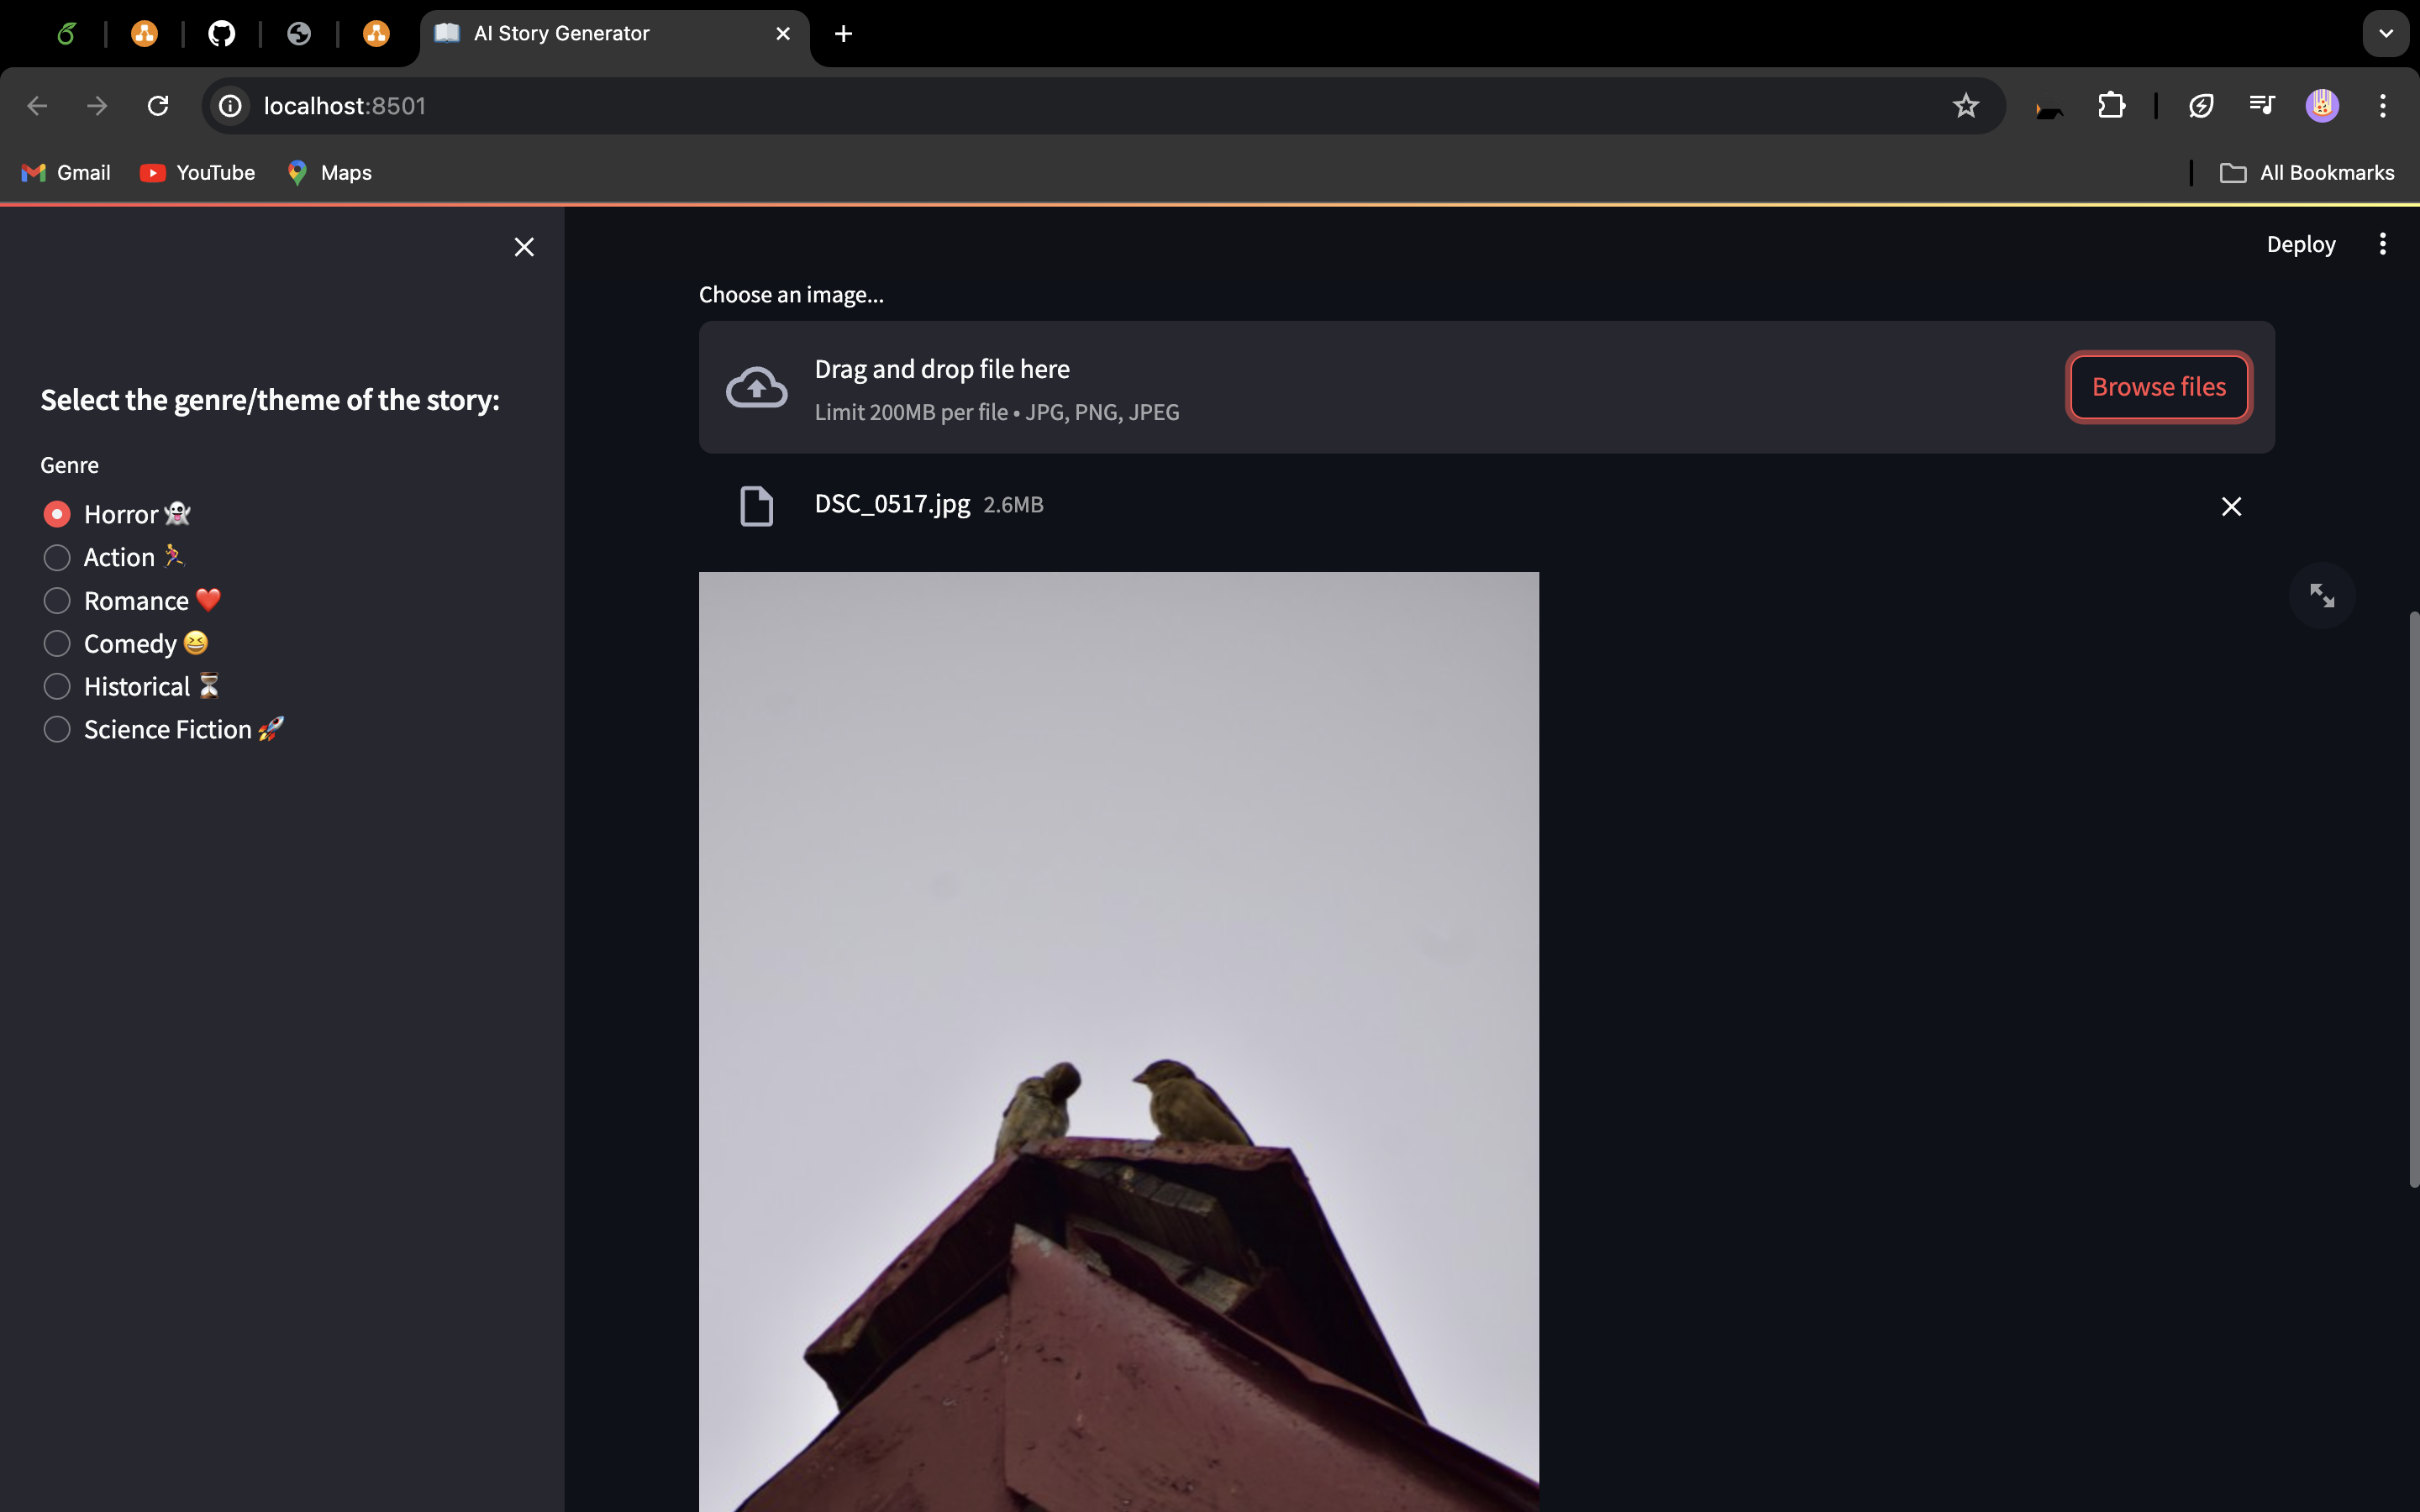 AI Story Generator
localhost:8501
Gmail YouTube Maps All Bookmarks
Deploy
Select the genre/theme of the story:
Genre
Horror 👻
Action 🏃
Romance ❤️
Comedy 😆
Historical ⏳
Science Fiction 🚀
Choose an image...
Drag and drop file here
Limit 200MB per file • JPG, PNG, JPEG
Browse files
DSC_0517.jpg 2.6MB